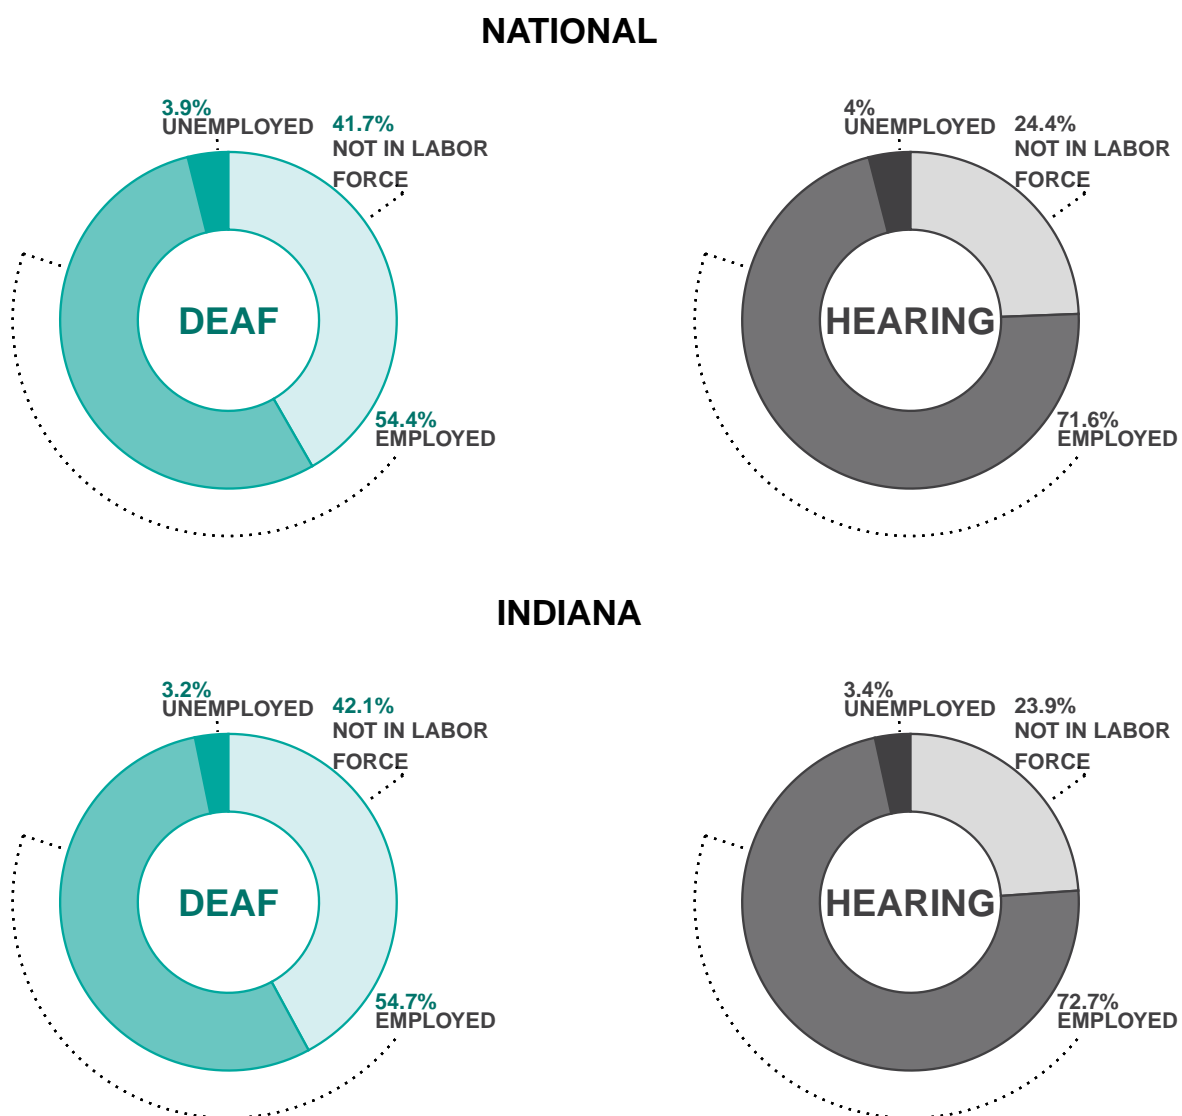 NATIONAL
3.9%
UNEMPLOYED
41.7%
NOT IN LABOR
FORCE
DEAF
54.4%
EMPLOYED
4%
UNEMPLOYED
24.4%
NOT IN LABOR
FORCE
HEARING
71.6%
EMPLOYED
INDIANA
3.2%
UNEMPLOYED
42.1%
NOT IN LABOR
FORCE
DEAF
54.7%
EMPLOYED
3.4%
UNEMPLOYED
23.9%
NOT IN LABOR
FORCE
HEARING
72.7%
EMPLOYED